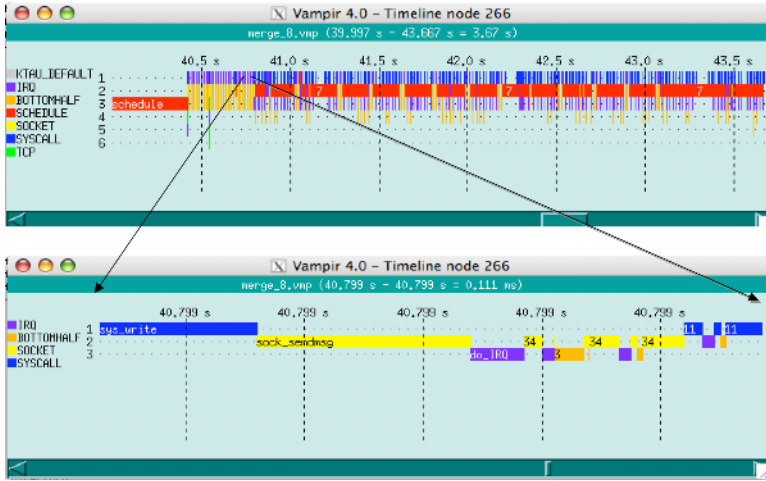 Vampir 4.0 - Timeline node 266
merge_8.vmp (39.997 s - 43.667 s = 3.67 s)
40.5 s 41.0 s 41.5 s 42.0 s 42.5 s 43.0 s 43.5 s
KTAU_DEFAULT 1
IRQ 2 7 7 7
BOTTOMHALF 3 schedule
SCHEDULE 4
SOCKET 5
SYSCALL 6
TCP
Vampir 4.0 - Timeline node 266
merge_8.vmp (40.799 s - 40.799 s = 0.111 ms)
40.799 s 40.799 s 40.799 s 40.799 s 40.799 s
IRQ 1 sys_write 11 11
BOTTOMHALF 2 sock_sendmsg 34 34 34
SOCKET 3 do_IRQ 3
SYSCALL